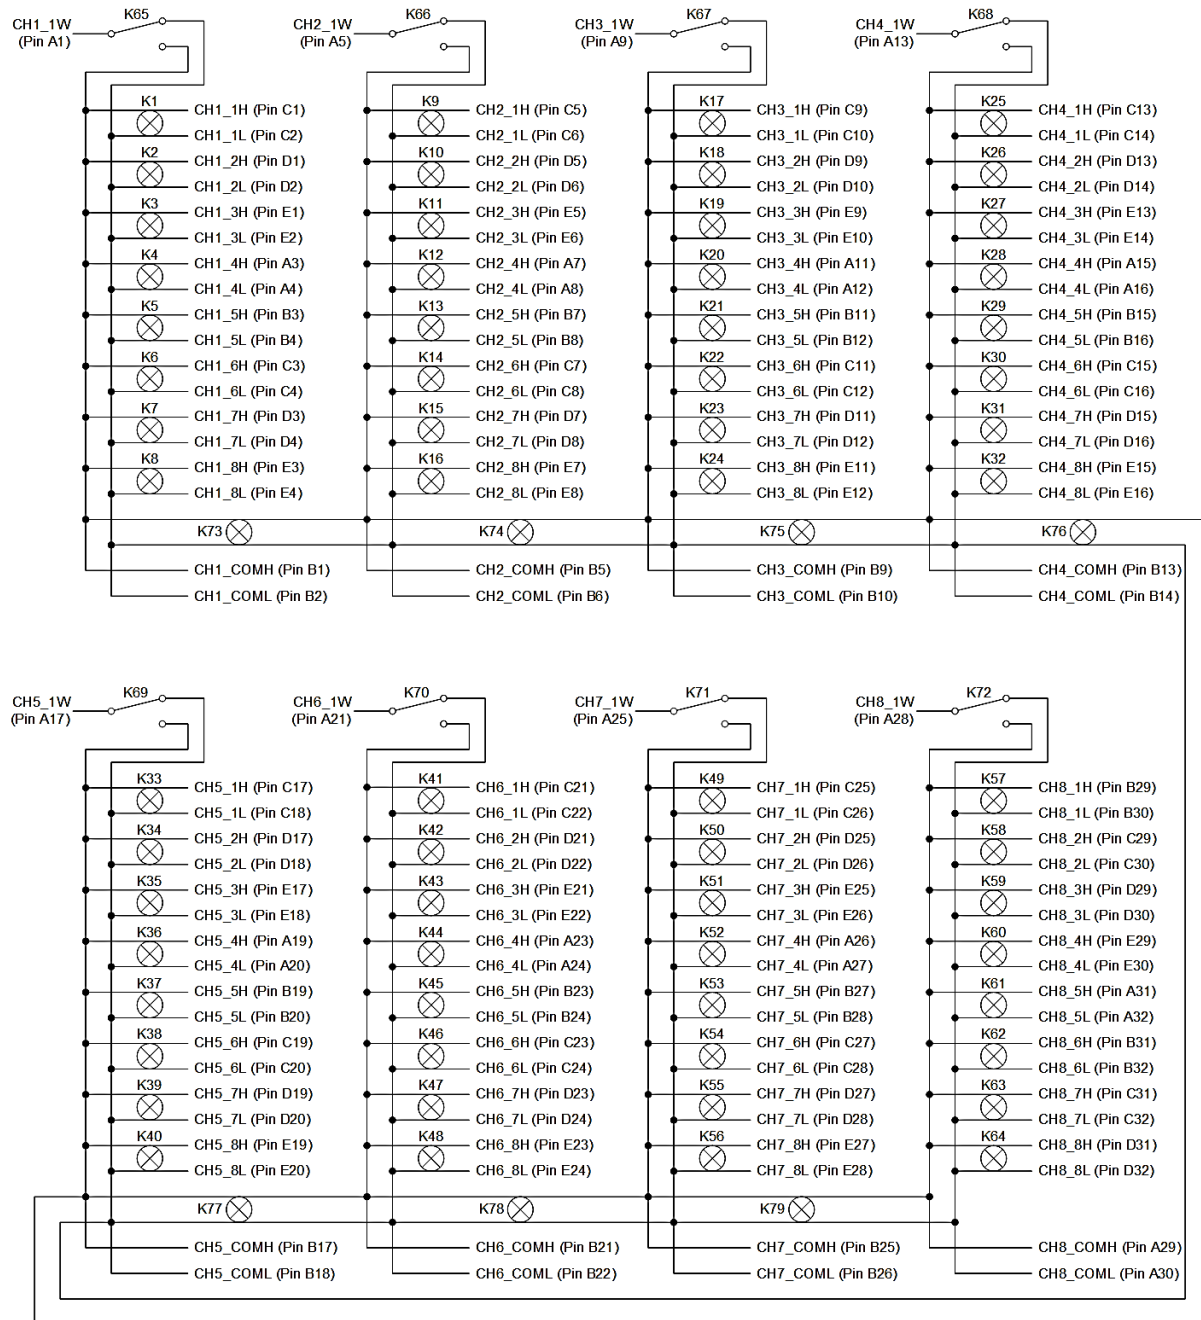 K65
CH1_1W
(Pin A1)
K1
CH1_1H (Pin C1)
CH1_1L (Pin C2)
K2
CH1_2H (Pin D1)
CH1_2L (Pin D2)
K3
CH1_3H (Pin E1)
CH1_3L (Pin E2)
K4
CH1_4H (Pin A3)
CH1_4L (Pin A4)
K5
CH1_5H (Pin B3)
CH1_5L (Pin B4)
K6
CH1_6H (Pin C3)
CH1_6L (Pin C4)
K7
CH1_7H (Pin D3)
CH1_7L (Pin D4)
K8
CH1_8H (Pin E3)
CH1_8L (Pin E4)
K73
CH1_COMH (Pin B1)
CH1_COML (Pin B2)
K66
CH2_1W
(Pin A5)
K9
CH2_1H (Pin C5)
CH2_1L (Pin C6)
K10
CH2_2H (Pin D5)
CH2_2L (Pin D6)
K11
CH2_3H (Pin E5)
CH2_3L (Pin E6)
K12
CH2_4H (Pin A7)
CH2_4L (Pin A8)
K13
CH2_5H (Pin B7)
CH2_5L (Pin B8)
K14
CH2_6H (Pin C7)
CH2_6L (Pin C8)
K15
CH2_7H (Pin D7)
CH2_7L (Pin D8)
K16
CH2_8H (Pin E7)
CH2_8L (Pin E8)
K74
CH2_COMH (Pin B5)
CH2_COML (Pin B6)
K67
CH3_1W
(Pin A9)
K17
CH3_1H (Pin C9)
CH3_1L (Pin C10)
K18
CH3_2H (Pin D9)
CH3_2L (Pin D10)
K19
CH3_3H (Pin E9)
CH3_3L (Pin E10)
K20
CH3_4H (Pin A11)
CH3_4L (Pin A12)
K21
CH3_5H (Pin B11)
CH3_5L (Pin B12)
K22
CH3_6H (Pin C11)
CH3_6L (Pin C12)
K23
CH3_7H (Pin D11)
CH3_7L (Pin D12)
K24
CH3_8H (Pin E11)
CH3_8L (Pin E12)
K75
CH3_COMH (Pin B9)
CH3_COML (Pin B10)
K68
CH4_1W
(Pin A13)
K25
CH4_1H (Pin C13)
CH4_1L (Pin C14)
K26
CH4_2H (Pin D13)
CH4_2L (Pin D14)
K27
CH4_3H (Pin E13)
CH4_3L (Pin E14)
K28
CH4_4H (Pin A15)
CH4_4L (Pin A16)
K29
CH4_5H (Pin B15)
CH4_5L (Pin B16)
K30
CH4_6H (Pin C15)
CH4_6L (Pin C16)
K31
CH4_7H (Pin D15)
CH4_7L (Pin D16)
K32
CH4_8H (Pin E15)
CH4_8L (Pin E16)
K76
CH4_COMH (Pin B13)
CH4_COML (Pin B14)
K69
CH5_1W
(Pin A17)
K33
CH5_1H (Pin C17)
CH5_1L (Pin C18)
K34
CH5_2H (Pin D17)
CH5_2L (Pin D18)
K35
CH5_3H (Pin E17)
CH5_3L (Pin E18)
K36
CH5_4H (Pin A19)
CH5_4L (Pin A20)
K37
CH5_5H (Pin B19)
CH5_5L (Pin B20)
K38
CH5_6H (Pin C19)
CH5_6L (Pin C20)
K39
CH5_7H (Pin D19)
CH5_7L (Pin D20)
K40
CH5_8H (Pin E19)
CH5_8L (Pin E20)
K77
CH5_COMH (Pin B17)
CH5_COML (Pin B18)
K70
CH6_1W
(Pin A21)
K41
CH6_1H (Pin C21)
CH6_1L (Pin C22)
K42
CH6_2H (Pin D21)
CH6_2L (Pin D22)
K43
CH6_3H (Pin E21)
CH6_3L (Pin E22)
K44
CH6_4H (Pin A23)
CH6_4L (Pin A24)
K45
CH6_5H (Pin B23)
CH6_5L (Pin B24)
K46
CH6_6H (Pin C23)
CH6_6L (Pin C24)
K47
CH6_7H (Pin D23)
CH6_7L (Pin D24)
K48
CH6_8H (Pin E23)
CH6_8L (Pin E24)
K78
CH6_COMH (Pin B21)
CH6_COML (Pin B22)
K71
CH7_1W
(Pin A25)
K49
CH7_1H (Pin C25)
CH7_1L (Pin C26)
K50
CH7_2H (Pin D25)
CH7_2L (Pin D26)
K51
CH7_3H (Pin E25)
CH7_3L (Pin E26)
K52
CH7_4H (Pin A26)
CH7_4L (Pin A27)
K53
CH7_5H (Pin B27)
CH7_5L (Pin B28)
K54
CH7_6H (Pin C27)
CH7_6L (Pin C28)
K55
CH7_7H (Pin D27)
CH7_7L (Pin D28)
K56
CH7_8H (Pin E27)
CH7_8L (Pin E28)
K79
CH7_COMH (Pin B25)
CH7_COML (Pin B26)
K72
CH8_1W
(Pin A28)
K57
CH8_1H (Pin B29)
CH8_1L (Pin B30)
K58
CH8_2H (Pin C29)
CH8_2L (Pin C30)
K59
CH8_3H (Pin D29)
CH8_3L (Pin D30)
K60
CH8_4H (Pin E29)
CH8_4L (Pin E30)
K61
CH8_5H (Pin A31)
CH8_5L (Pin A32)
K62
CH8_6H (Pin B31)
CH8_6L (Pin B32)
K63
CH8_7H (Pin C31)
CH8_7L (Pin C32)
K64
CH8_8H (Pin D31)
CH8_8L (Pin D32)
CH8_COMH (Pin A29)
CH8_COML (Pin A30)